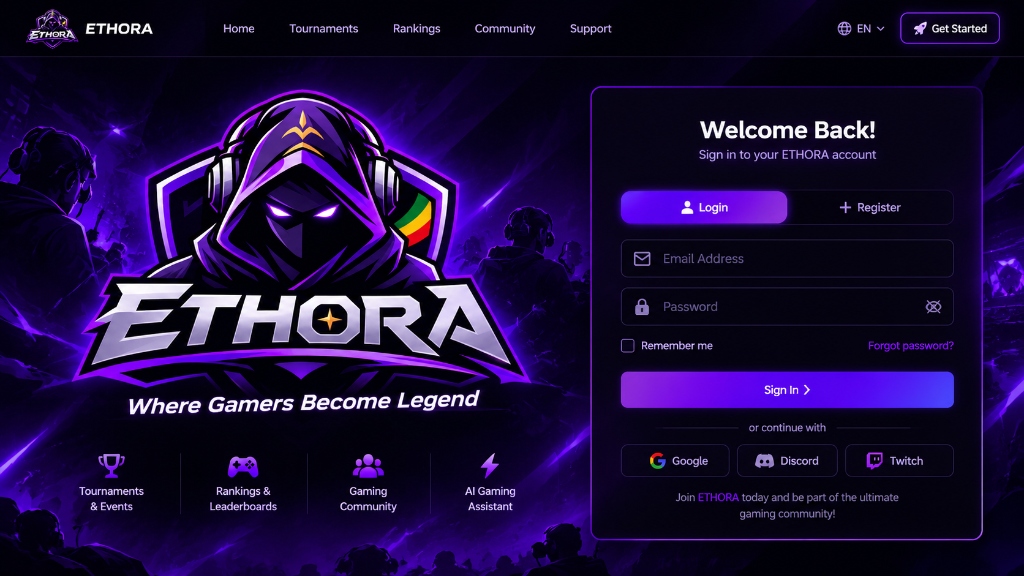 ETHORA
ETHORA
Home
Tournaments
Rankings
Community
Support
EN
Get Started
ETHORA
Where Gamers Become Legend
Tournaments
& Events
Rankings &
Leaderboards
Gaming
Community
AI Gaming
Assistant
Welcome Back!
Sign in to your ETHORA account
Login
+ Register
Email Address
Password
Remember me
Forgot password?
Sign In >
or continue with
Google
Discord
Twitch
Join ETHORA today and be part of the ultimate
gaming community!